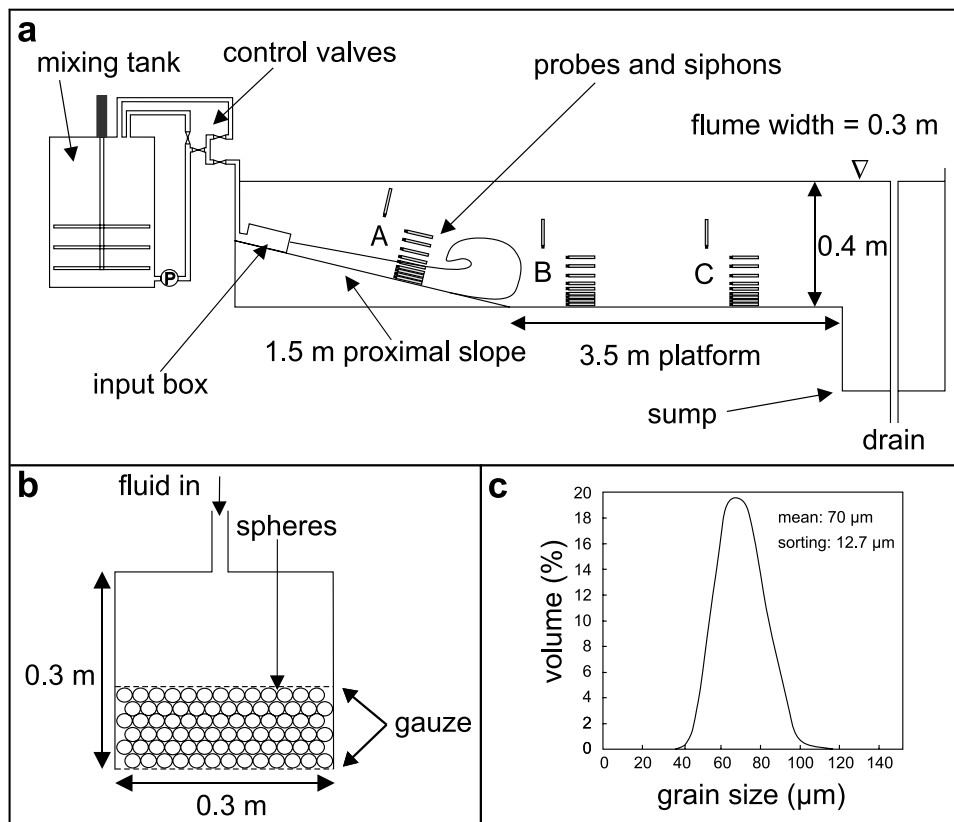 a
control valves
mixing tank
probes and siphons
flume width = 0.3 m
A
B
C
0.4 m
P
1.5 m proximal slope
3.5 m platform
input box
sump
drain
b
fluid in
spheres
0.3 m
gauze
0.3 m
c
20
18
16
14
12
10
8
6
4
2
0
mean: 70 µm
sorting: 12.7 µm
volume (%)
0 20 40 60 80 100 120 140
grain size (µm)